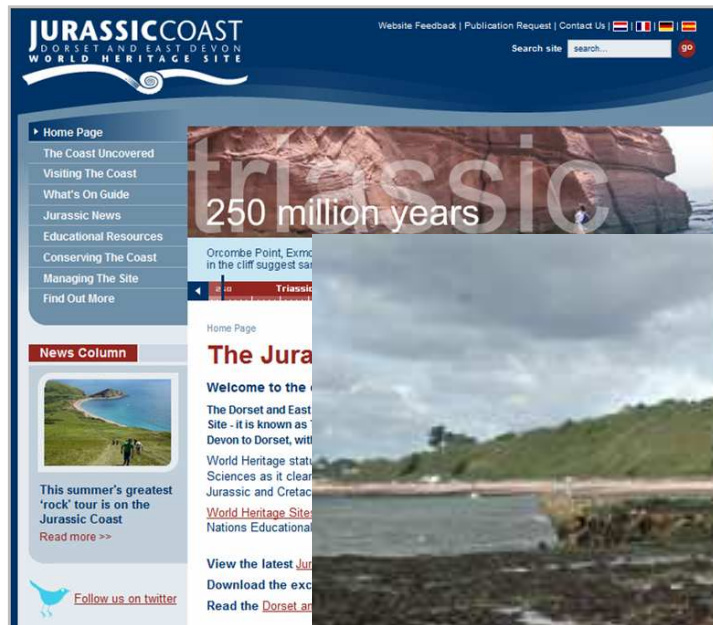 JURASSICCOAST
DORSET AND EAST DEVON
WORLD HERITAGE SITE
Website Feedback | Publication Request | Contact Us |
Search site search... go
Home Page
The Coast Uncovered
Visiting The Coast
What's On Guide
Jurassic News
Educational Resources
Conserving The Coast
Managing The Site
Find Out More
triassic
250 million years
Orcombe Point, Exmo
in the cliff suggest sa
250 Triassic
Home Page
The Jura
Welcome to the
The Dorset and East
Site - it is known as
Devon to Dorset, with
World Heritage statu
Sciences as it clear
Jurassic and Cretac
World Heritage Sites
Nations Educational
View the latest Jur
Download the exc
Read the Dorset an
News Column
This summer's greatest
'rock' tour is on the
Jurassic Coast
Read more >>
Follow us on twitter